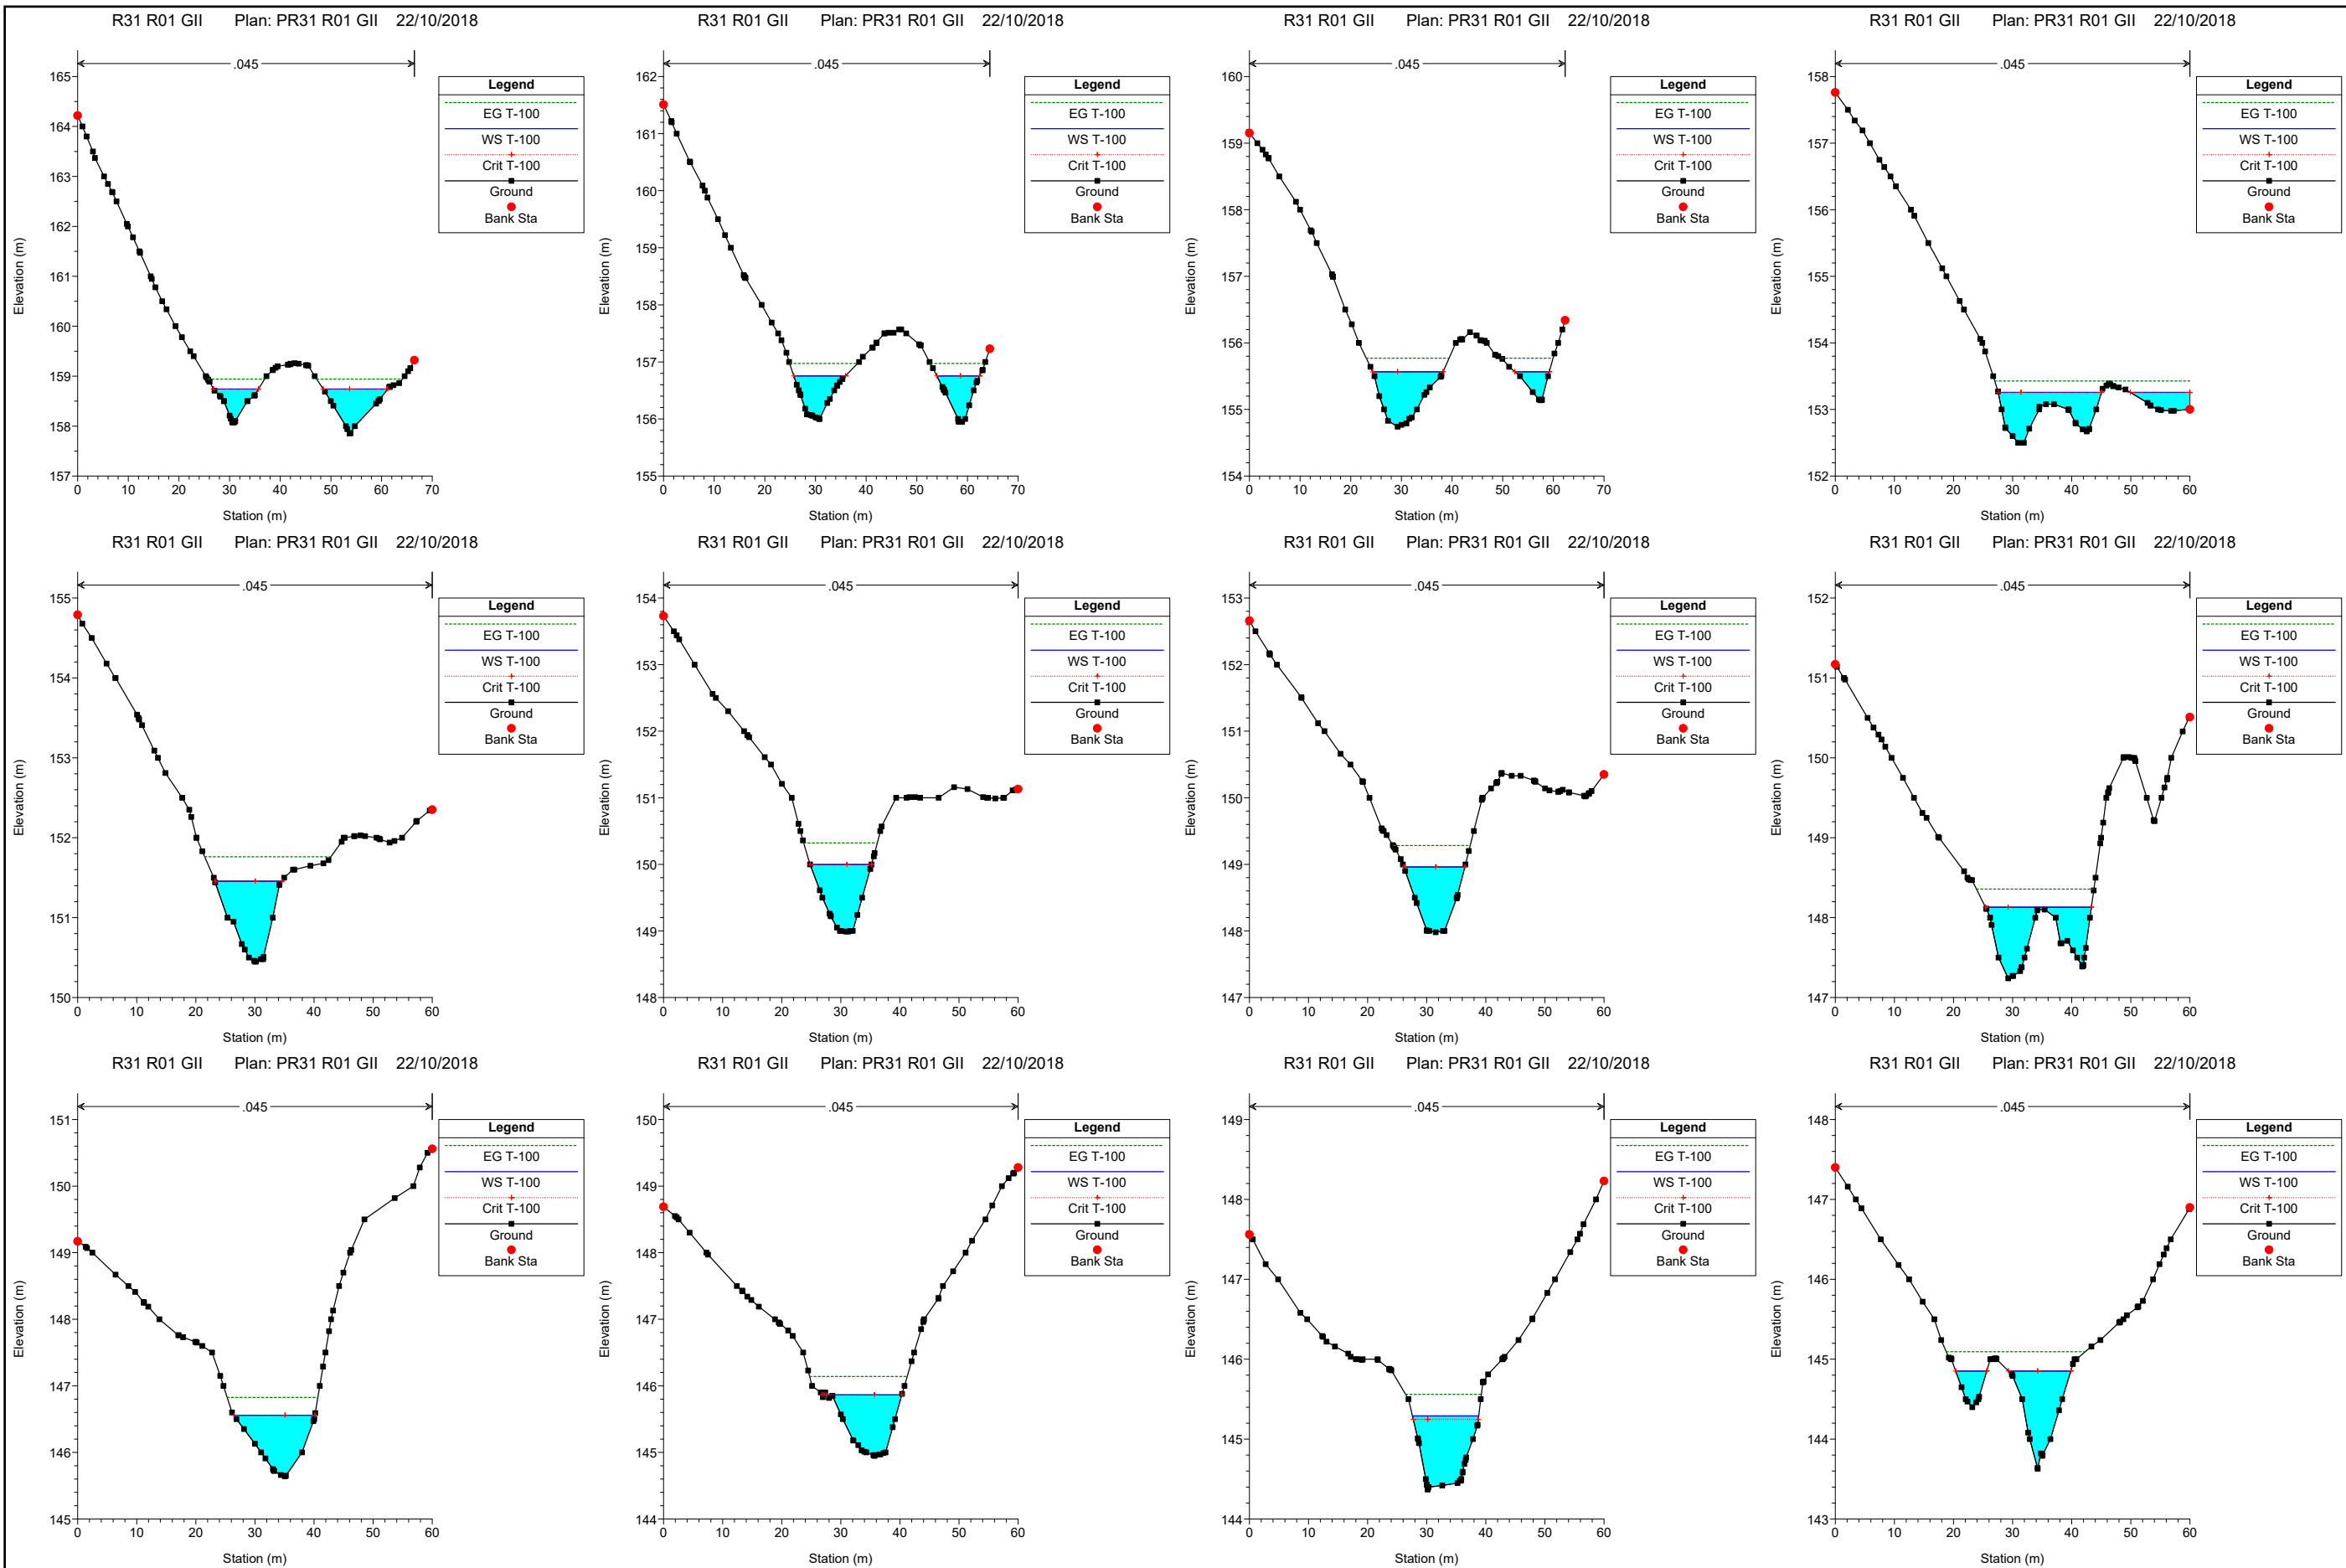 R31 R01 GII Plan: PR31 R01 GII 22/10/2018
.045
165
164
163
162
161
160
159
158
157
0 10 20 30 40 50 60 70
Station (m)
Elevation (m)
Legend
EG T-100
WS T-100
Crit T-100
Ground
Bank Sta
R31 R01 GII Plan: PR31 R01 GII 22/10/2018
.045
162
161
160
159
158
157
156
155
0 10 20 30 40 50 60 70
Station (m)
Elevation (m)
Legend
EG T-100
WS T-100
Crit T-100
Ground
Bank Sta
R31 R01 GII Plan: PR31 R01 GII 22/10/2018
.045
160
159
158
157
156
155
154
0 10 20 30 40 50 60 70
Station (m)
Elevation (m)
Legend
EG T-100
WS T-100
Crit T-100
Ground
Bank Sta
R31 R01 GII Plan: PR31 R01 GII 22/10/2018
.045
158
157
156
155
154
153
152
0 10 20 30 40 50 60
Station (m)
Elevation (m)
Legend
EG T-100
WS T-100
Crit T-100
Ground
Bank Sta
R31 R01 GII Plan: PR31 R01 GII 22/10/2018
.045
155
154
153
152
151
150
0 10 20 30 40 50 60
Station (m)
Elevation (m)
Legend
EG T-100
WS T-100
Crit T-100
Ground
Bank Sta
R31 R01 GII Plan: PR31 R01 GII 22/10/2018
.045
154
153
152
151
150
149
148
0 10 20 30 40 50 60
Station (m)
Elevation (m)
Legend
EG T-100
WS T-100
Crit T-100
Ground
Bank Sta
R31 R01 GII Plan: PR31 R01 GII 22/10/2018
.045
153
152
151
150
149
148
147
0 10 20 30 40 50 60
Station (m)
Elevation (m)
Legend
EG T-100
WS T-100
Crit T-100
Ground
Bank Sta
R31 R01 GII Plan: PR31 R01 GII 22/10/2018
.045
152
151
150
149
148
147
0 10 20 30 40 50 60
Station (m)
Elevation (m)
Legend
EG T-100
WS T-100
Crit T-100
Ground
Bank Sta
R31 R01 GII Plan: PR31 R01 GII 22/10/2018
.045
151
150
149
148
147
146
145
0 10 20 30 40 50 60
Station (m)
Elevation (m)
Legend
EG T-100
WS T-100
Crit T-100
Ground
Bank Sta
R31 R01 GII Plan: PR31 R01 GII 22/10/2018
.045
150
149
148
147
146
145
144
0 10 20 30 40 50 60
Station (m)
Elevation (m)
Legend
EG T-100
WS T-100
Crit T-100
Ground
Bank Sta
R31 R01 GII Plan: PR31 R01 GII 22/10/2018
.045
149
148
147
146
145
144
0 10 20 30 40 50 60
Station (m)
Elevation (m)
Legend
EG T-100
WS T-100
Crit T-100
Ground
Bank Sta
R31 R01 GII Plan: PR31 R01 GII 22/10/2018
.045
148
147
146
145
144
143
0 10 20 30 40 50 60
Station (m)
Elevation (m)
Legend
EG T-100
WS T-100
Crit T-100
Ground
Bank Sta